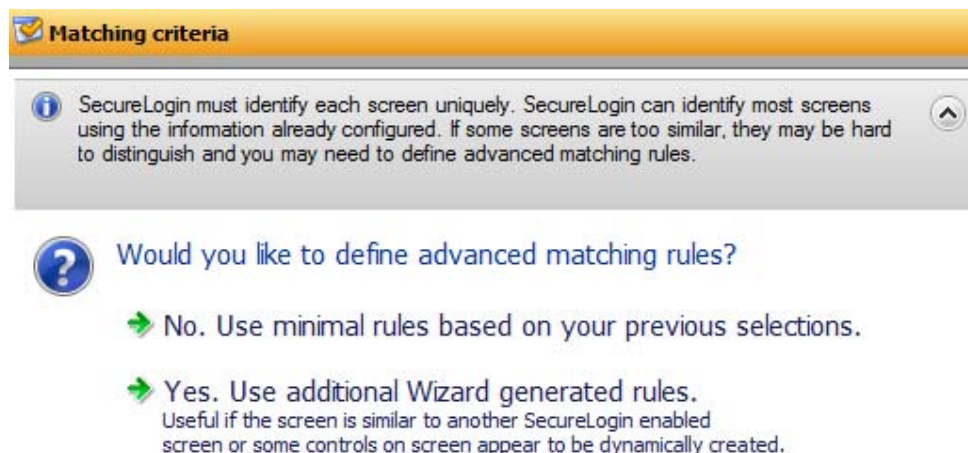 Matching criteria
SecureLogin must identify each screen uniquely. SecureLogin can identify most screens
using the information already configured. If some screens are too similar, they may be hard
to distinguish and you may need to define advanced matching rules.
Would you like to define advanced matching rules?
No. Use minimal rules based on your previous selections.
Yes. Use additional Wizard generated rules.
Useful if the screen is similar to another SecureLogin enabled
screen or some controls on screen appear to be dynamically created.